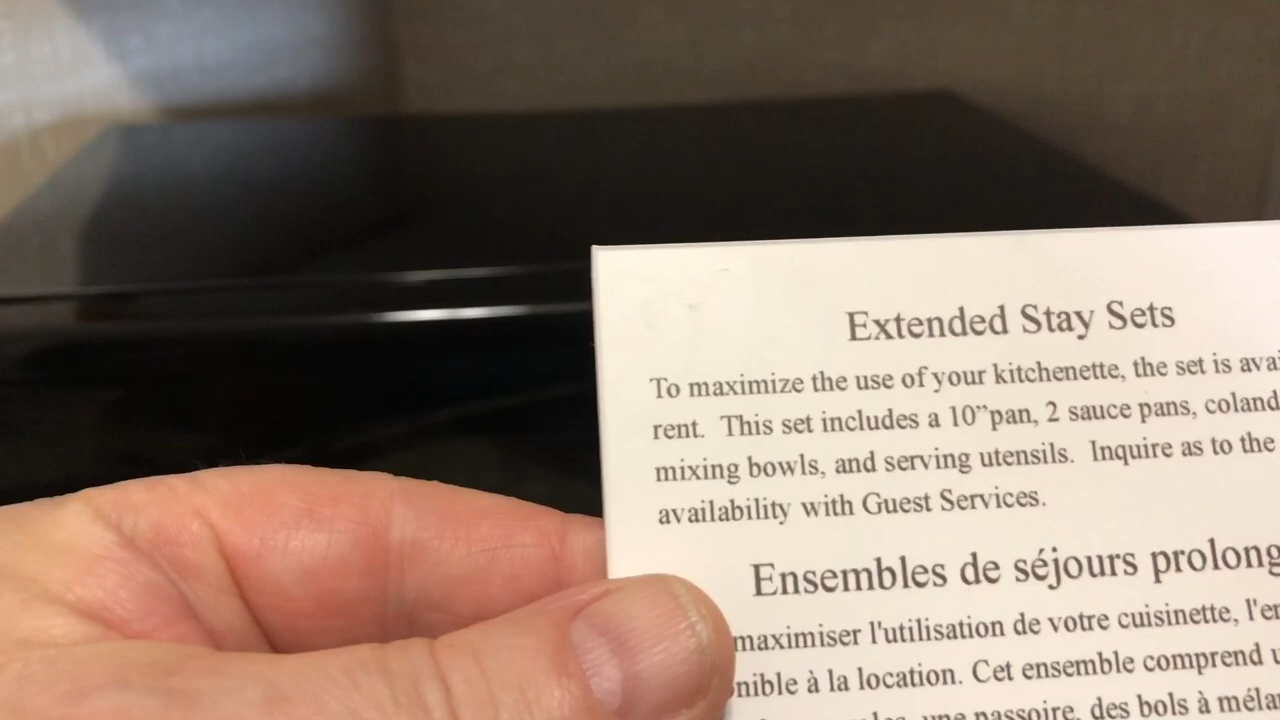 Extended Stay Sets
To maximize the use of your kitchenette, the set is avai
rent. This set includes a 10”pan, 2 sauce pans, coland
mixing bowls, and serving utensils. Inquire as to the
availability with Guest Services.
Ensembles de séjours prolong
maximiser l'utilisation de votre cuisinette, l'en
nible à la location. Cet ensemble comprend u
une passoire, des bols à méla